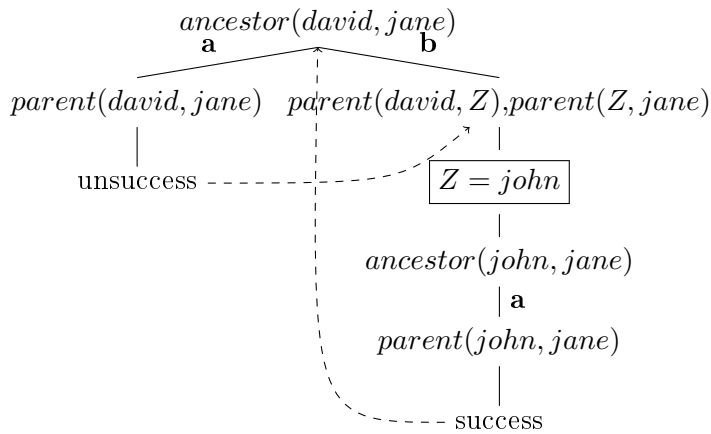 ancestor(david, jane)
a b
parent(david, jane) parent(david, Z),parent(Z, jane)
unsuccess Z = john
ancestor(john, jane)
a
parent(john, jane)
success